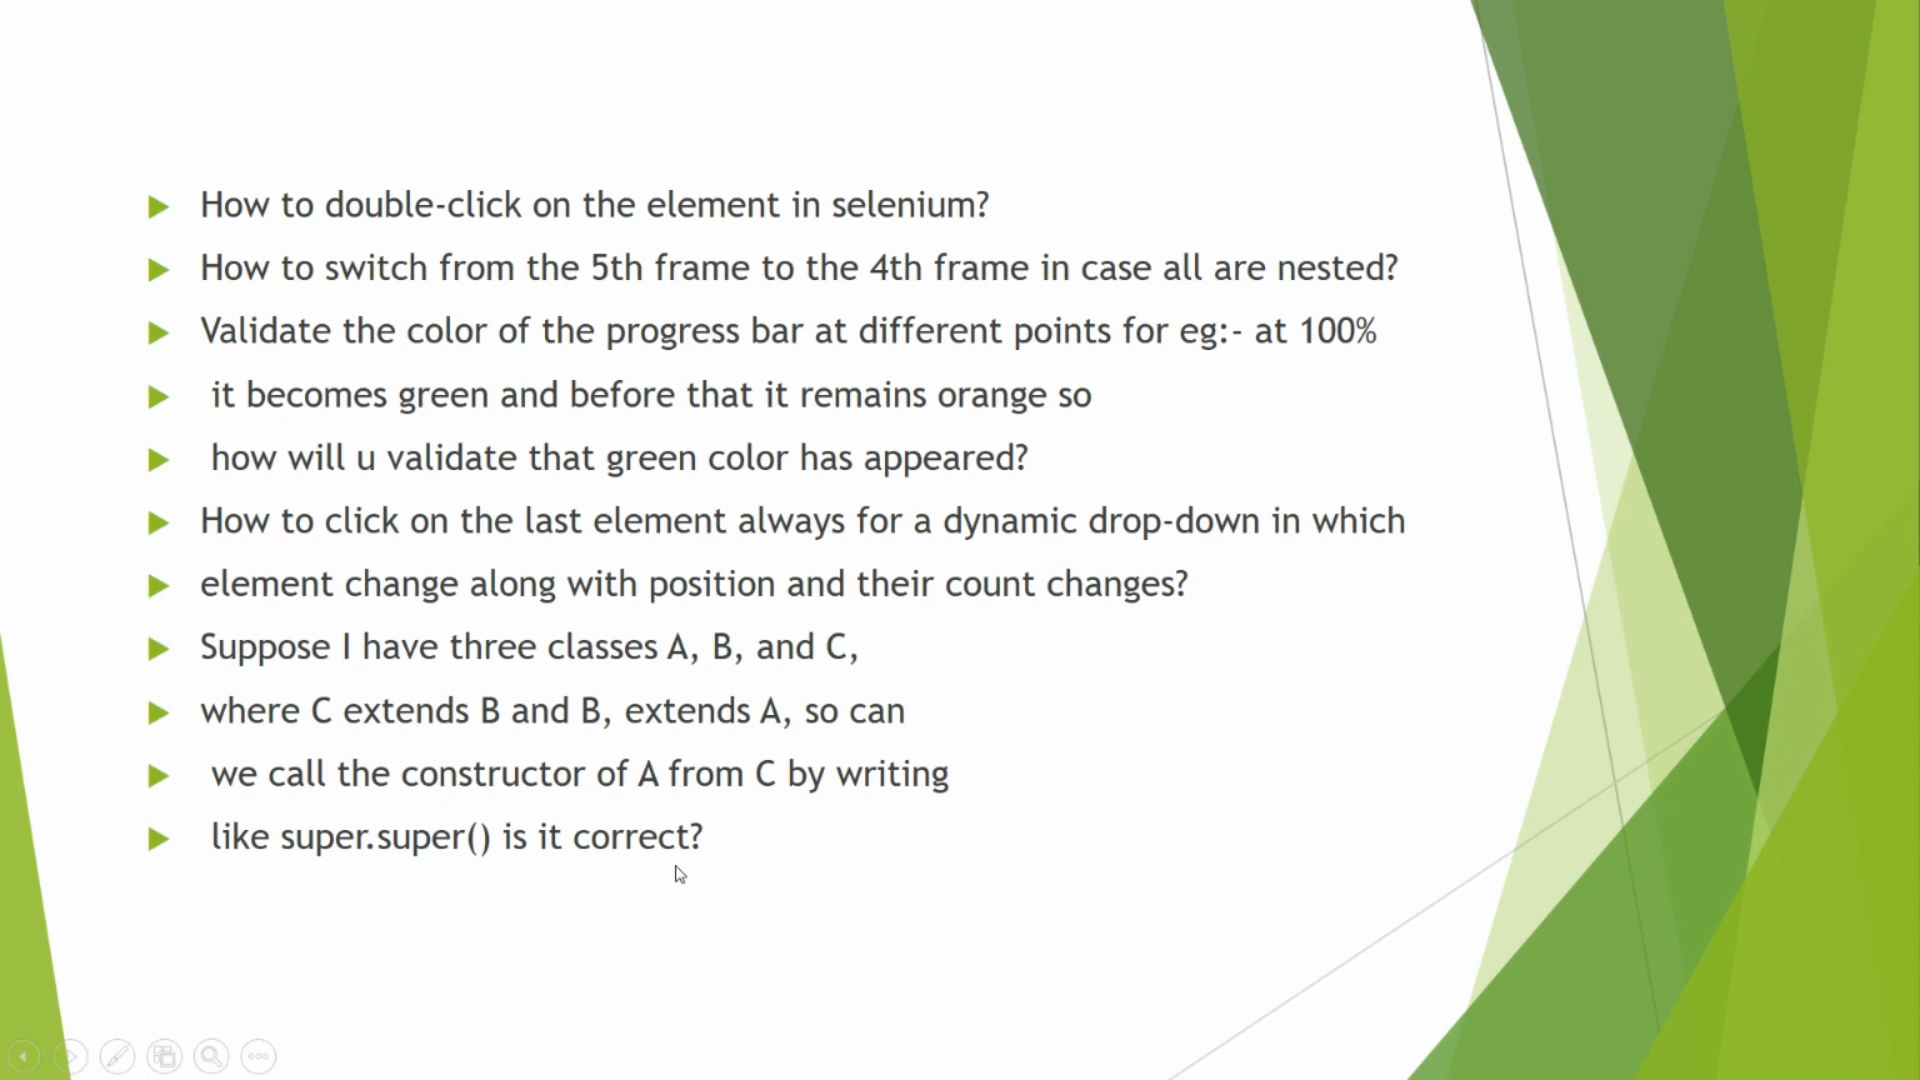 How to double-click on the element in selenium?
How to switch from the 5th frame to the 4th frame in case all are nested?
Validate the color of the progress bar at different points for eg:- at 100%
it becomes green and before that it remains orange so
how will u validate that green color has appeared?
How to click on the last element always for a dynamic drop-down in which
element change along with position and their count changes?
Suppose I have three classes A, B, and C,
where C extends B and B, extends A, so can
we call the constructor of A from C by writing
like super.super() is it correct?